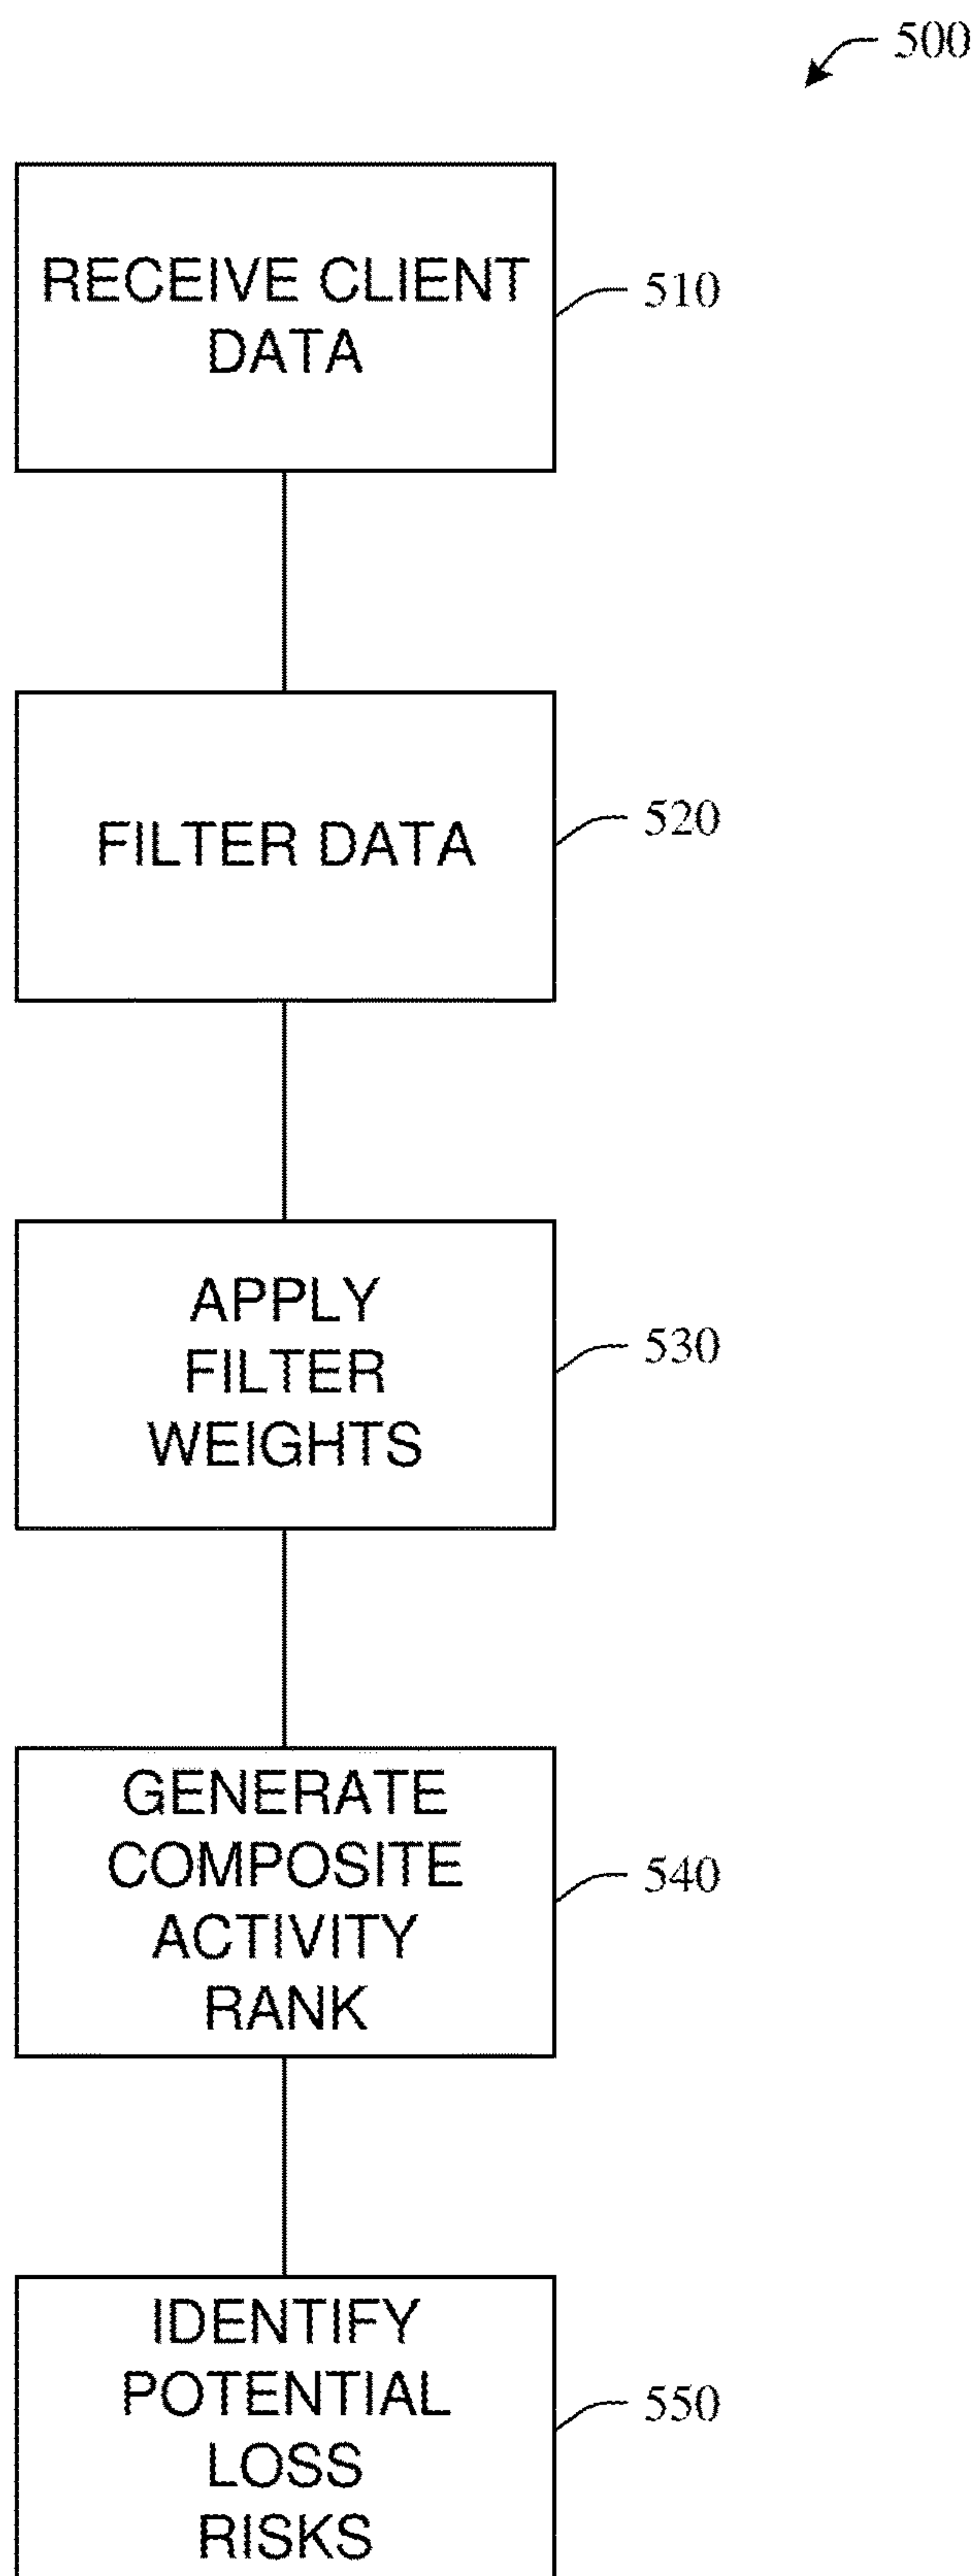 500
RECEIVE CLIENT
DATA
510
FILTER DATA
520
APPLY
FILTER
WEIGHTS
530
GENERATE
COMPOSITE
ACTIVITY
RANK
540
IDENTIFY
POTENTIAL
LOSS
RISKS
550